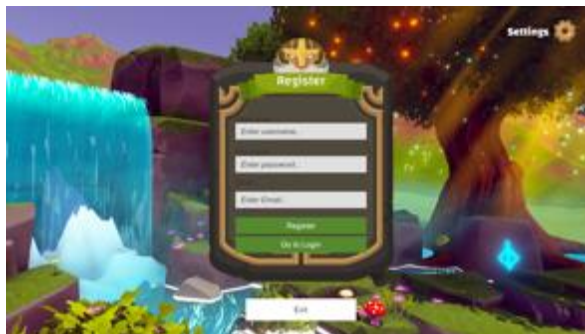 Settings
Register
Enter username...
Enter password...
Enter Email...
Register
Go to Login
Exit